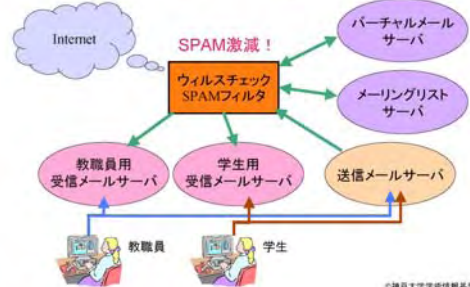 Internet
SPAM激減！
バーチャルメール
サーバ
ウィルスチェック
SPAMフィルタ
メーリングリスト
サーバ
教職員用
受信メールサーバ
学生用
受信メールサーバ
送信メールサーバ
教職員
学生